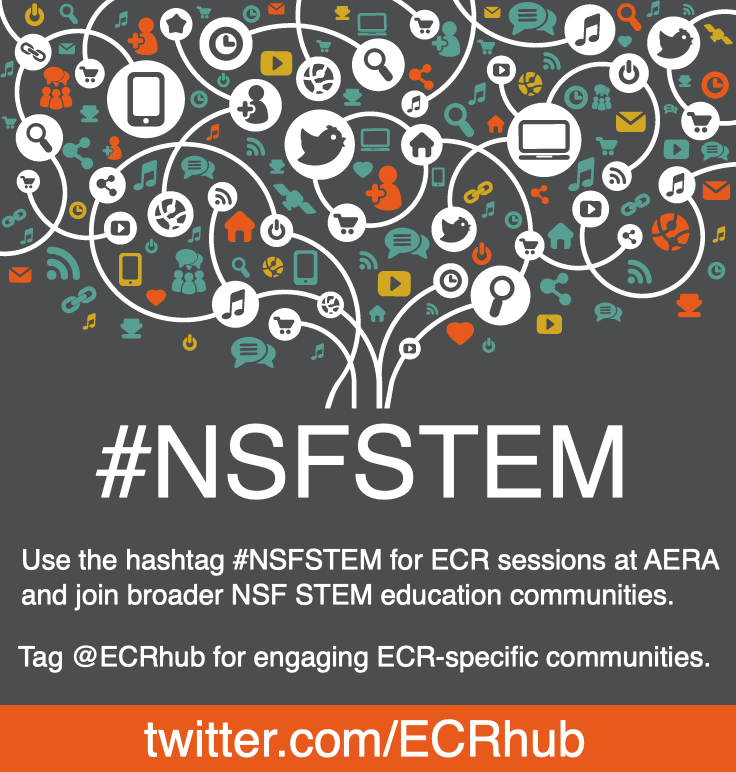 #NSFSTEM
Use the hashtag #NSFSTEM for ECR sessions at AERA
and join broader NSF STEM education communities.
Tag @ECRhub for engaging ECR-specific communities.
twitter.com/ECRhub